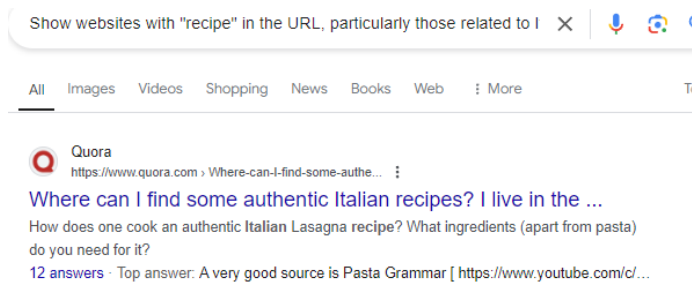 Show websites with "recipe" in the URL, particularly those related to I
All Images Videos Shopping News Books Web More
Quora
https://www.quora.com › Where-can-I-find-some-authe...
Where can I find some authentic Italian recipes? I live in the ...
How does one cook an authentic Italian Lasagna recipe? What ingredients (apart from pasta)
do you need for it?
12 answers · Top answer: A very good source is Pasta Grammar [ https://www.youtube.com/c/...